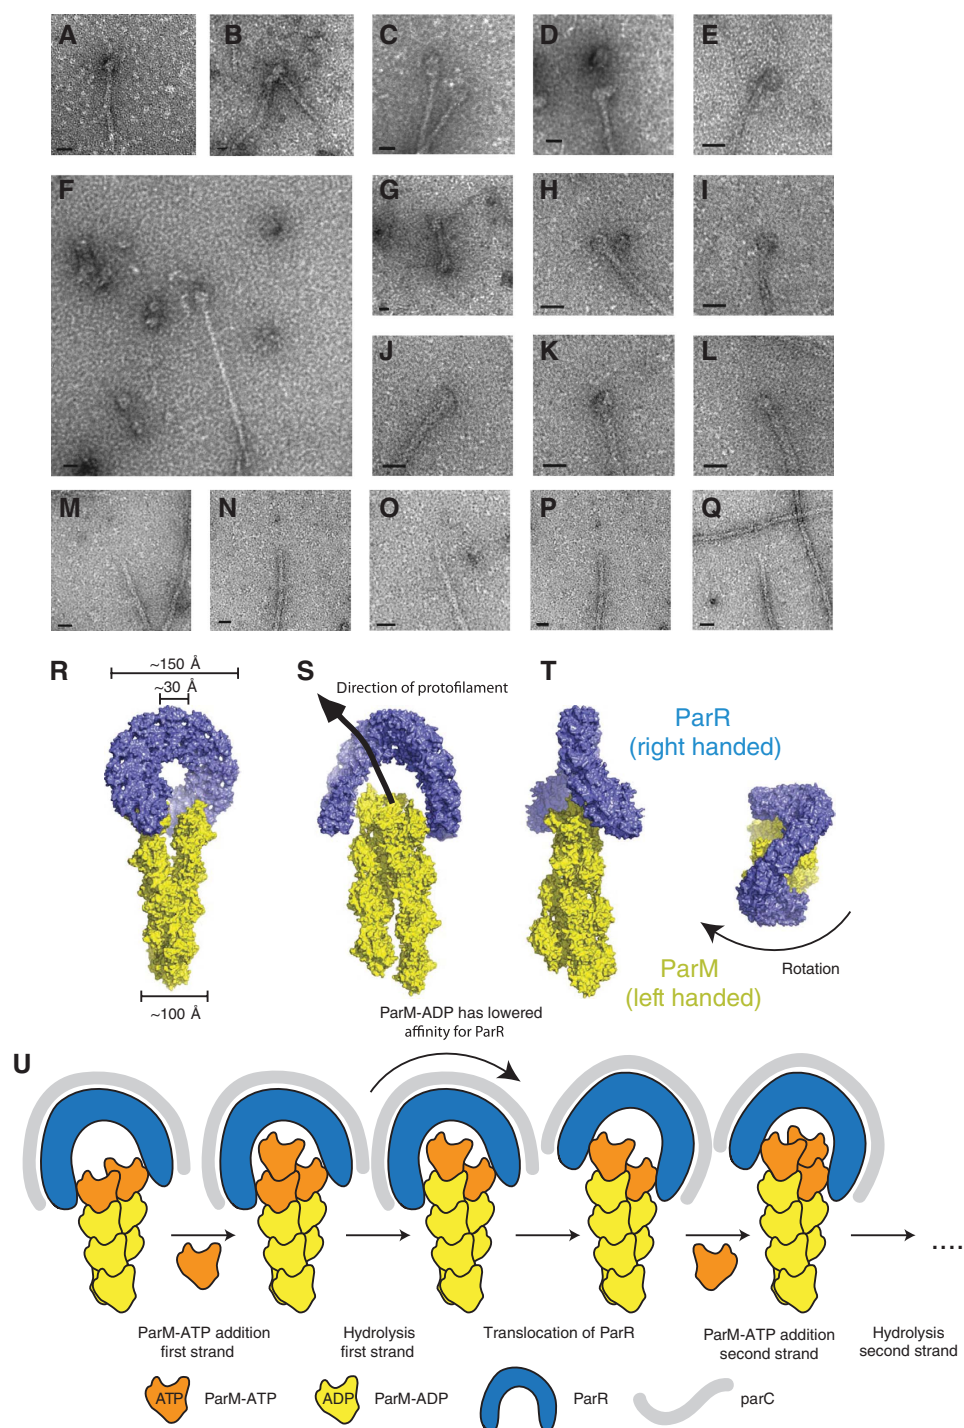 A
B
C
D
E
F
G
H
I
J
K
L
M
N
O
P
Q
R
~150 Å
~30 Å
~100 Å
S
Direction of protofilament
T
ParR
(right handed)
ParM
(left handed)
Rotation
ParM-ADP has lowered
affinity for ParR
U
....
ParM-ATP addition
first strand
Hydrolysis
first strand
Translocation of ParR
ParM-ATP addition
second strand
Hydrolysis
second strand
ATP
ParM-ATP
ADP
ParM-ADP
ParR
parC